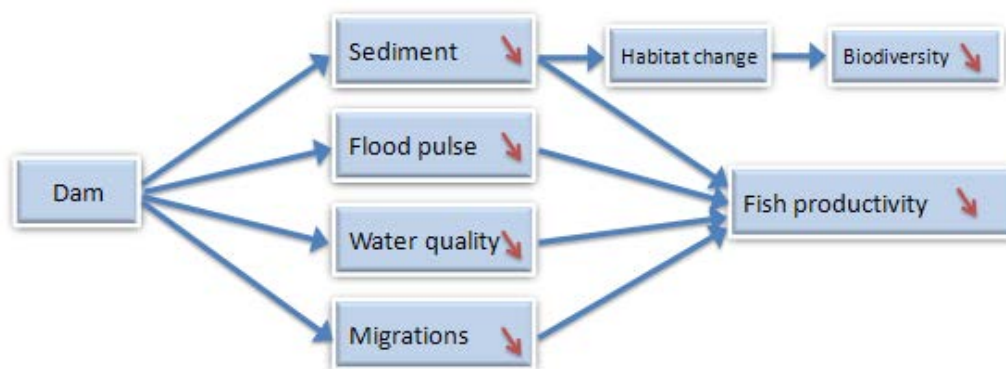 Dam
Sediment
Flood pulse
Water quality
Migrations
Habitat change
Biodiversity
Fish productivity